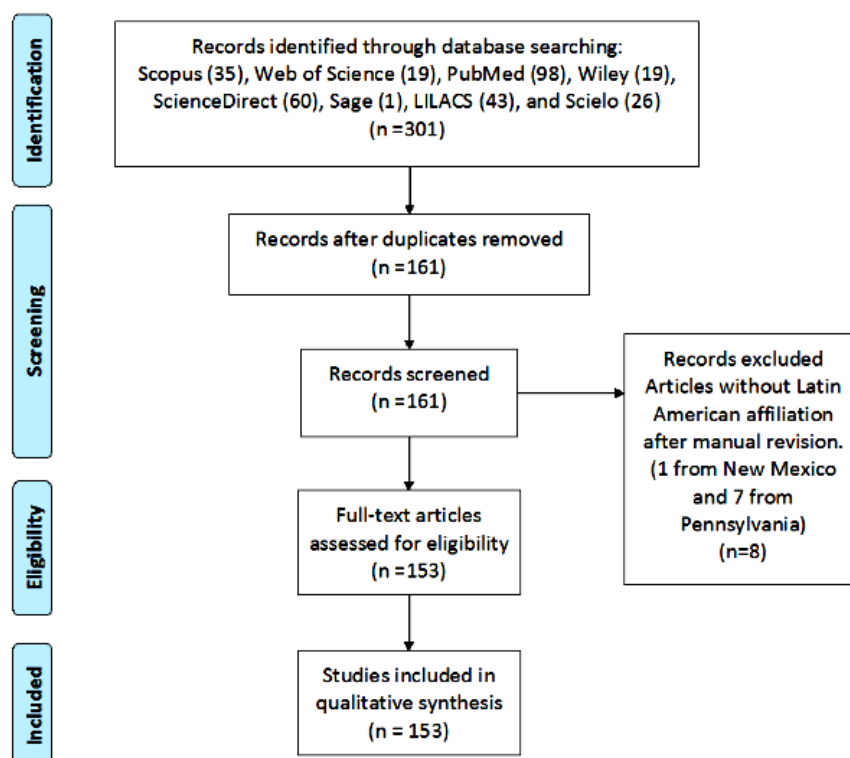 Identification
Records identified through database searching:
Scopus (35), Web of Science (19), PubMed (98), Wiley (19),
ScienceDirect (60), Sage (1), LILACS (43), and Scielo (26)
(n =301)
Screening
Records after duplicates removed
(n =161)
Records screened
(n =161)
Records excluded
Articles without Latin
American affiliation
after manual revision.
(1 from New Mexico
and 7 from
Pennsylvania)
(n=8)
Eligibility
Full-text articles
assessed for eligibility
(n =153)
Included
Studies included in
qualitative synthesis
(n = 153)